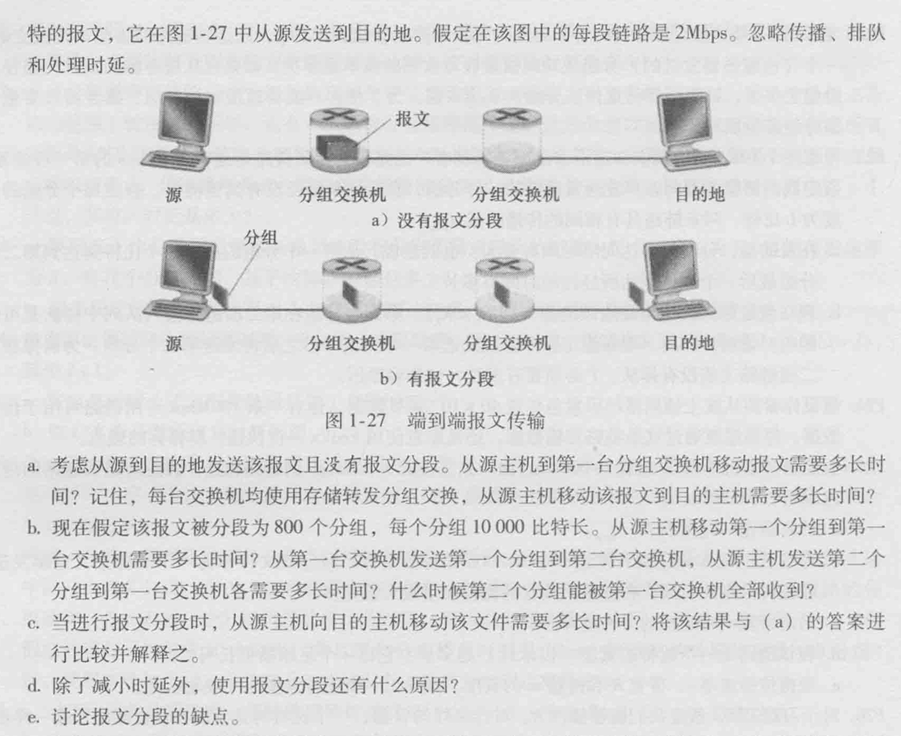 特的报文，它在图 1-27 中从源发送到目的地。假定在该图中的每段链路是 2Mbps。忽略传播、排队
和处理时延。
报文
源 分组交换机 分组交换机 目的地
a）没有报文分段
分组
源 分组交换机 分组交换机 目的地
b）有报文分段
图 1-27 端到端报文传输
a. 考虑从源到目的地发送该报文且没有报文分段。从源主机到第一台分组交换机移动报文需要多长时
间？记住，每台交换机均使用存储转发分组交换，从源主机移动该报文到目的主机需要多长时间？
b. 现在假定该报文被分段为 800 个分组，每个分组 10 000 比特长。从源主机移动第一个分组到第一
台交换机需要多长时间？从第一台交换机发送第一个分组到第二台交换机，从源主机发送第二个
分组到第一台交换机各需要多长时间？什么时候第二个分组能被第一台交换机全部收到？
c. 当进行报文分段时，从源主机向目的主机移动该文件需要多长时间？将该结果与（a）的答案进
行比较并解释之。
d. 除了减小时延外，使用报文分段还有什么原因？
e. 讨论报文分段的缺点。